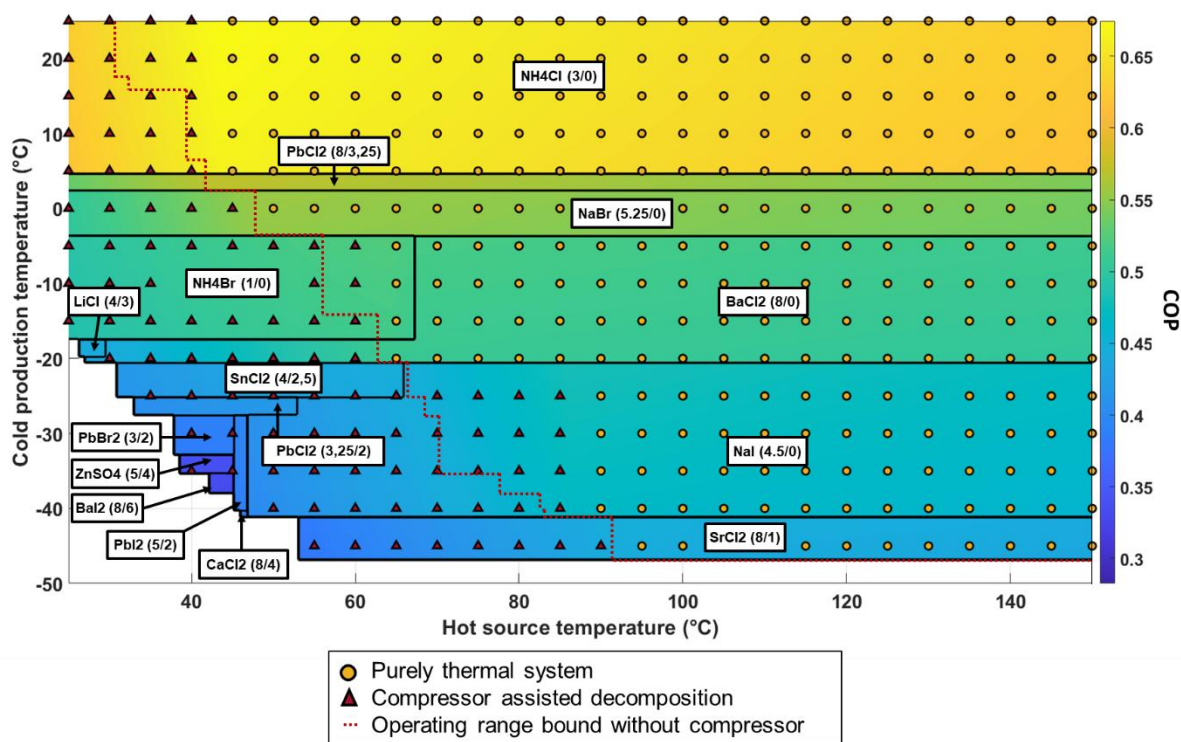 NH4Cl (3/0)
PbCl2 (8/3,25)
NaBr (5.25/0)
NH4Br (1/0)
LiCl (4/3)
BaCl2 (8/0)
SnCl2 (4/2,5)
PbBr2 (3/2)
PbCl2 (3,25/2)
NaI (4.5/0)
ZnSO4 (5/4)
BaI2 (8/6)
PbI2 (5/2)
SrCl2 (8/1)
CaCl2 (8/4)
20
10
0
-10
-20
-30
-40
-50
Cold production temperature (°C)
40 60 80 100 120 140
Hot source temperature (°C)
0.65
0.6
0.55
0.5
0.45
0.4
0.35
0.3
COP
Purely thermal system
Compressor assisted decomposition
Operating range bound without compressor